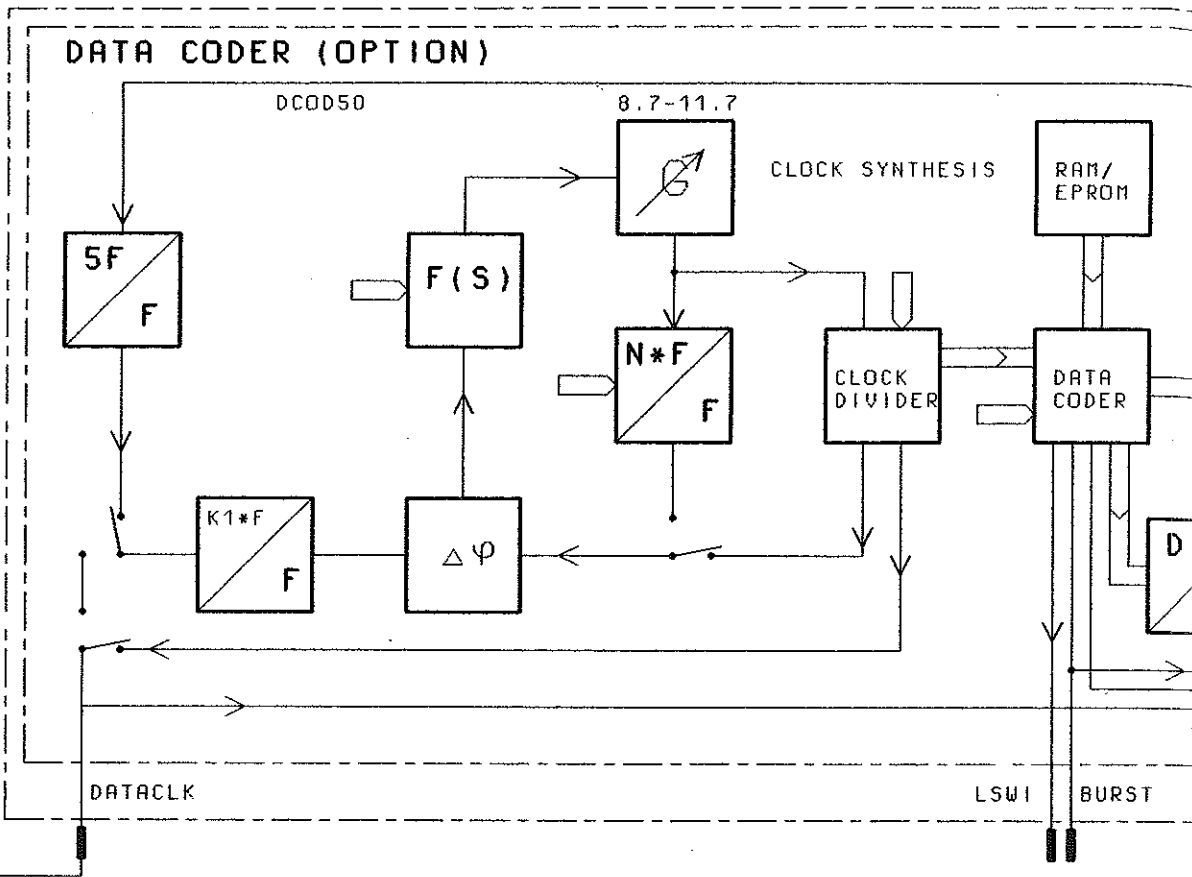 DATA CODER (OPTION)
DCOD50
8.7-11.7
G
CLOCK SYNTHESIS
RAM/
EPROM
5F
F
F(S)
N*F
F
CLOCK
DIVIDER
DATA
CODER
K1*F
F
△φ
D
DATACLK
LSWI
BURST